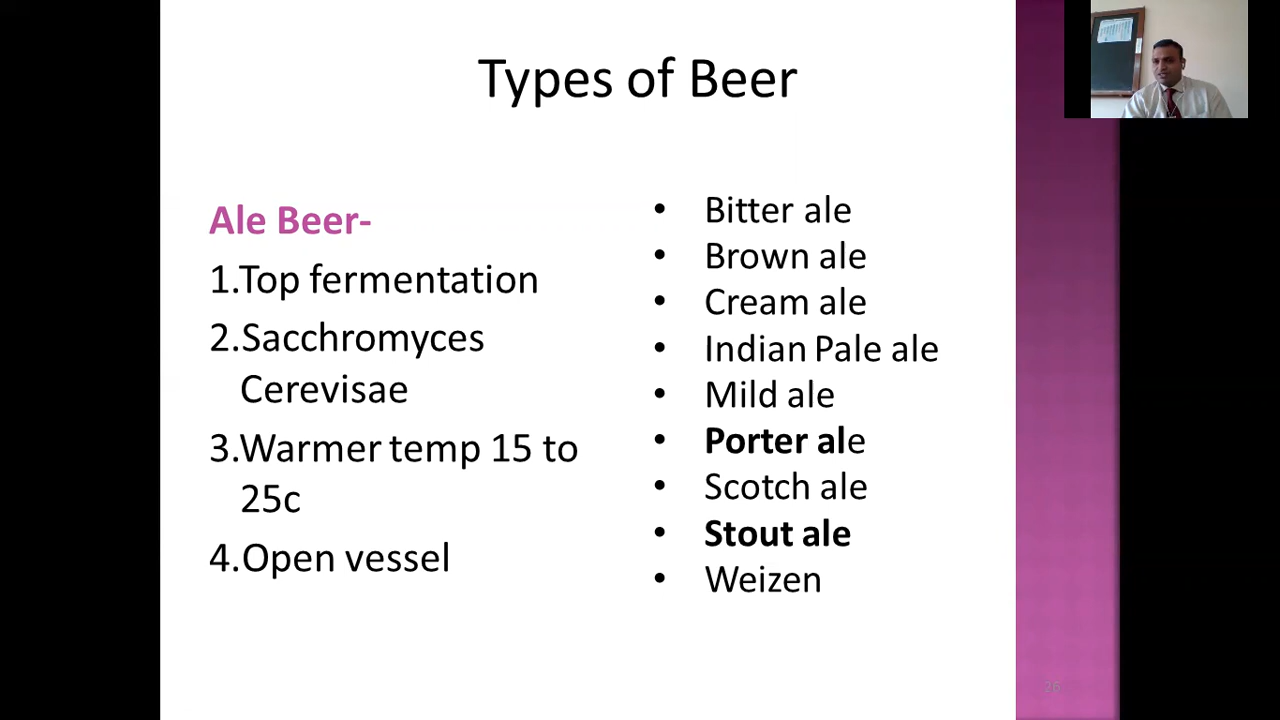 Types of Beer
Ale Beer-
1.Top fermentation
2.Sacchromyces
Cerevisae
3.Warmer temp 15 to
25c
4.Open vessel
• Bitter ale
• Brown ale
• Cream ale
• Indian Pale ale
• Mild ale
• Porter ale
• Scotch ale
• Stout ale
• Weizen
26